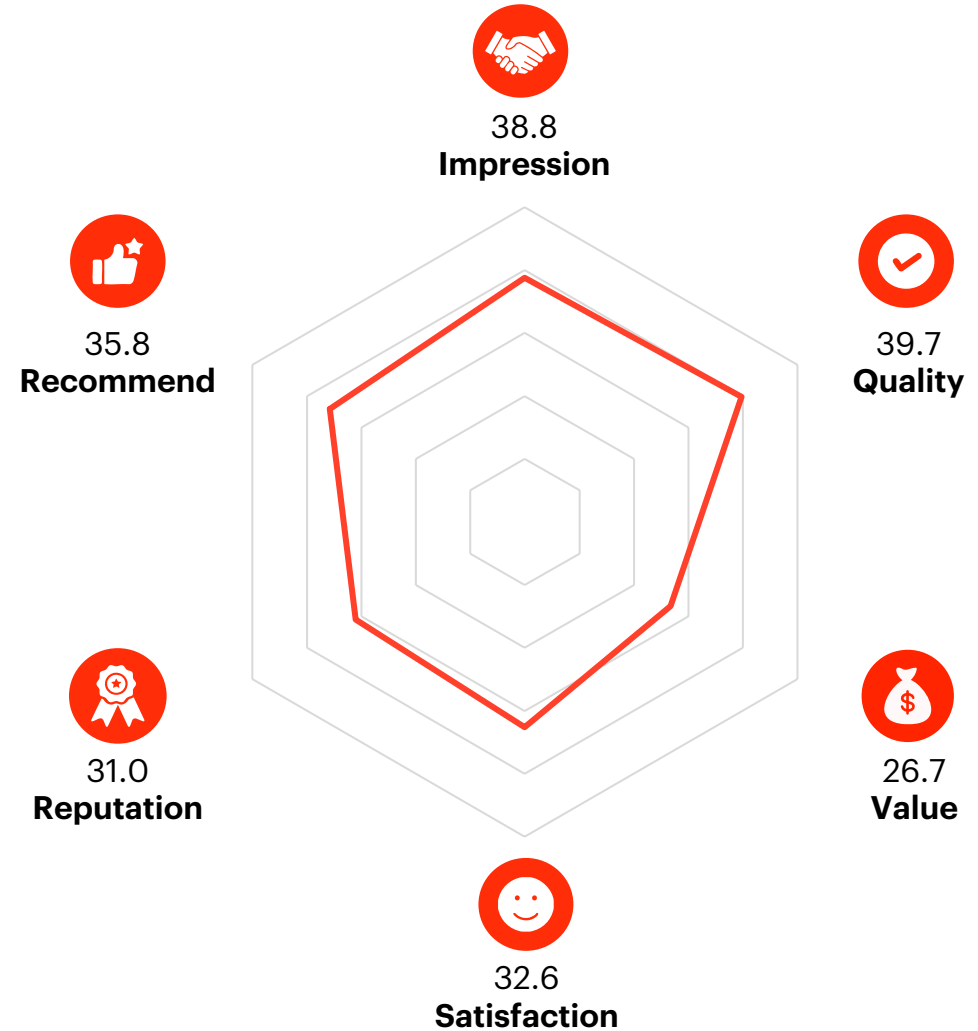 38.8
Impression
35.8
Recommend
39.7
Quality
31.0
Reputation
$
26.7
Value
32.6
Satisfaction